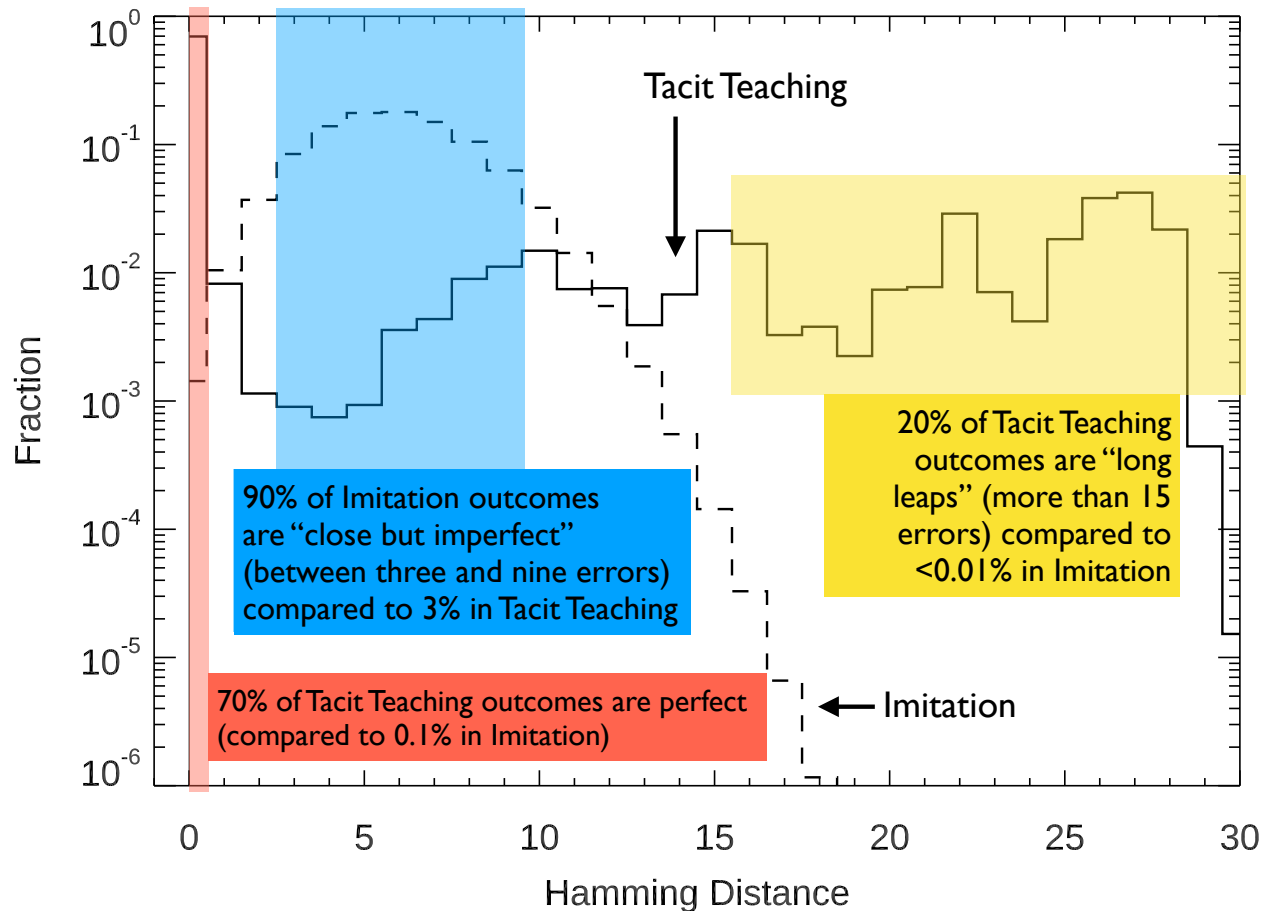 Fraction
10^0
10^-1
10^-2
10^-3
10^-4
10^-5
10^-6
Tacit Teaching
20% of Tacit Teaching
outcomes are “long
leaps” (more than 15
errors) compared to
<0.01% in Imitation
90% of Imitation outcomes
are “close but imperfect”
(between three and nine errors)
compared to 3% in Tacit Teaching
70% of Tacit Teaching outcomes are perfect
(compared to 0.1% in Imitation)
Imitation
0 5 10 15 20 25 30
Hamming Distance